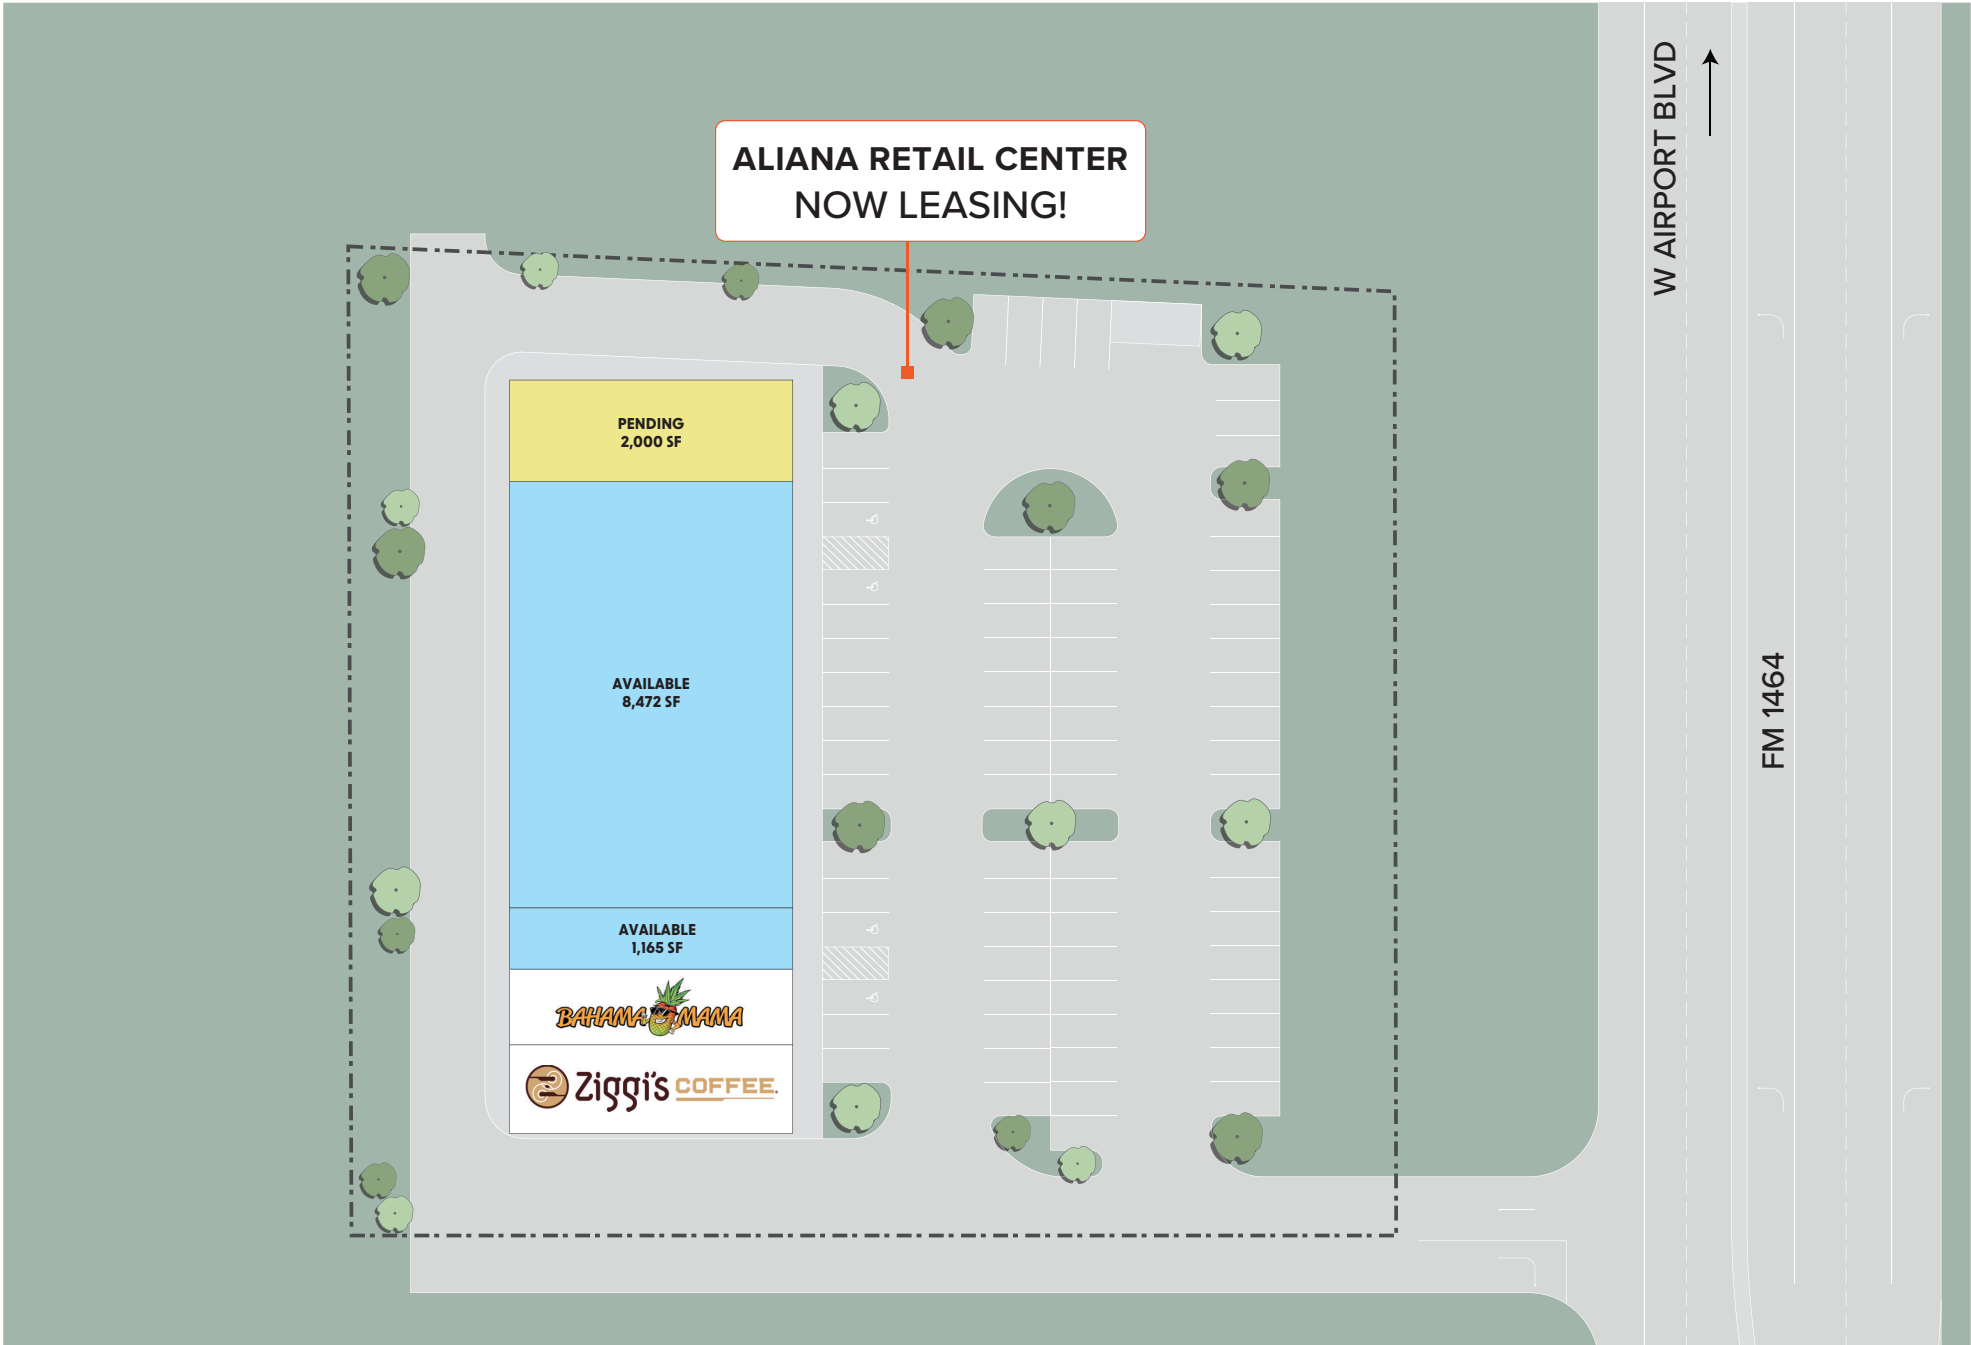 ALIANA RETAIL CENTER
NOW LEASING!
W AIRPORT BLVD
PENDING
2,000 SF
AVAILABLE
8,472 SF
FM 1464
AVAILABLE
1,165 SF
BAHAMA MAMA
Ziggi's COFFEE.